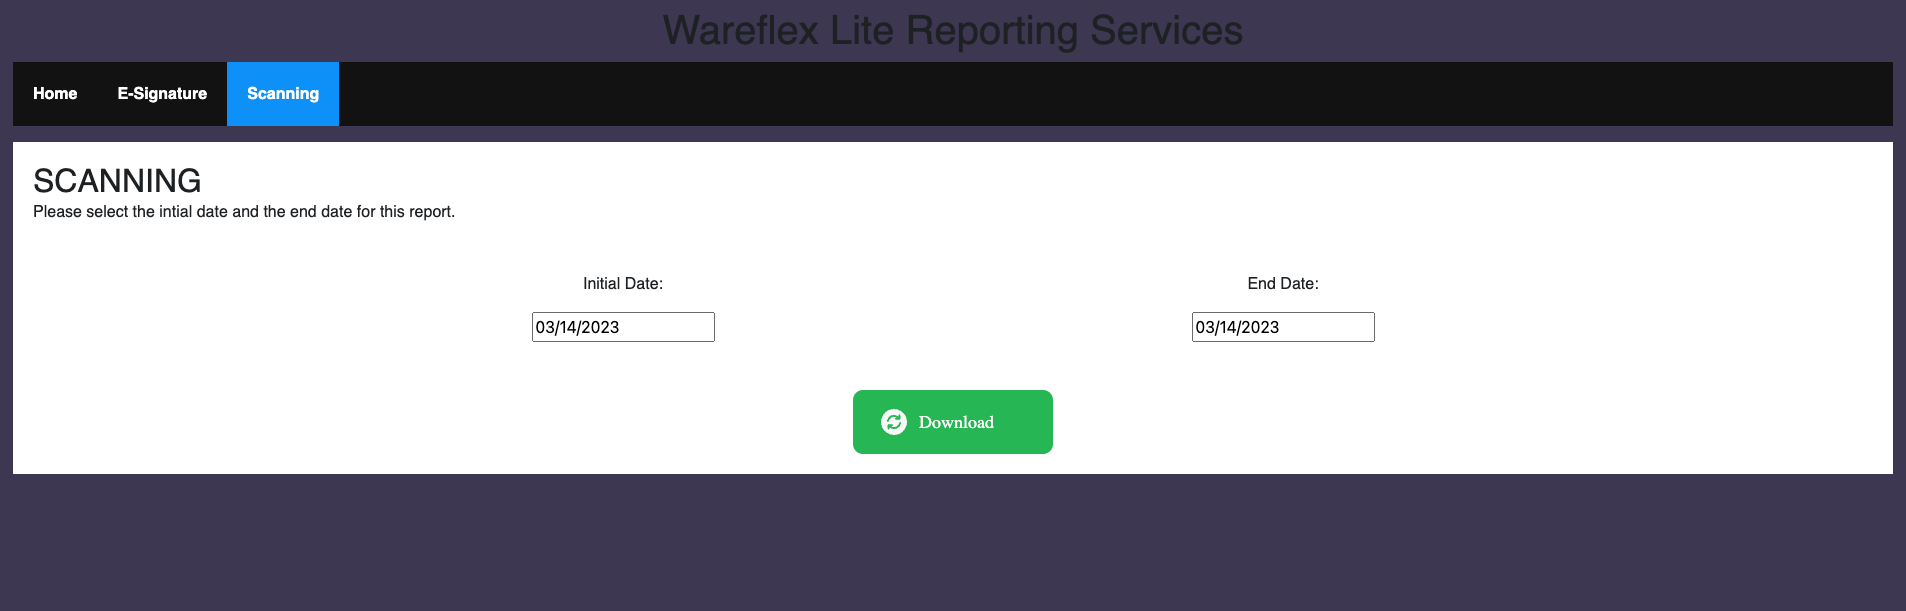 Wareflex Lite Reporting Services
Home E-Signature Scanning
SCANNING
Please select the intial date and the end date for this report.
Initial Date: End Date:
03/14/2023 03/14/2023
Download